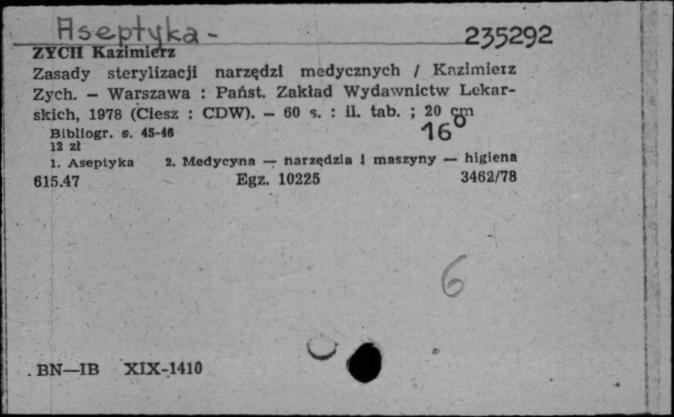 Aseptyka - 235292
ZYCH Kazimierz
Zasady sterylizacji narzędzi medycznych / Kazimierz
Zych. — Warszawa : Państ. Zakład Wydawnictw Lekar-
skich, 1978 (Ciesz : CDW). — 60 s. : il. tab. ; 20 cm
Bibliogr. s. 45-46 16°
12 zł
1. Aseptyka 2. Medycyna — narzędzia i maszyny — higiena
615.47 Egz. 10225 3462/78
6
BN—IB XIX-1410